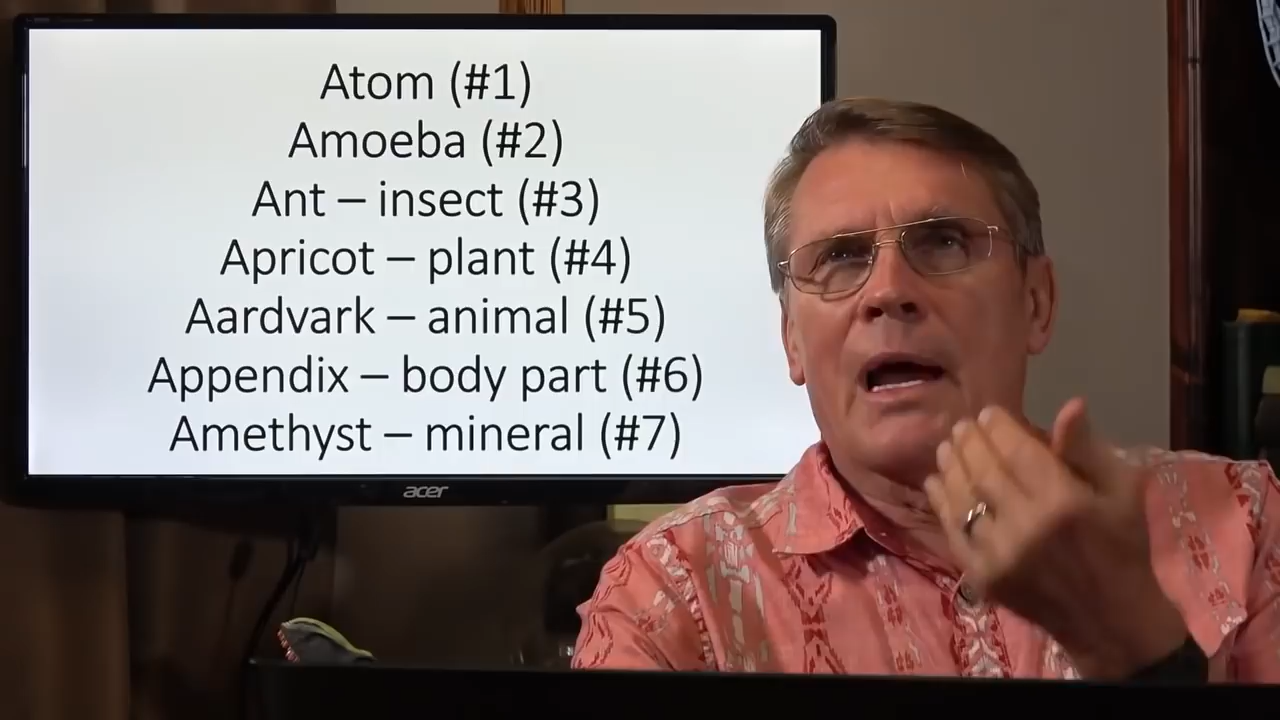 Atom (#1)
Amoeba (#2)
Ant – insect (#3)
Apricot – plant (#4)
Aardvark – animal (#5)
Appendix – body part (#6)
Amethyst – mineral (#7)
acer